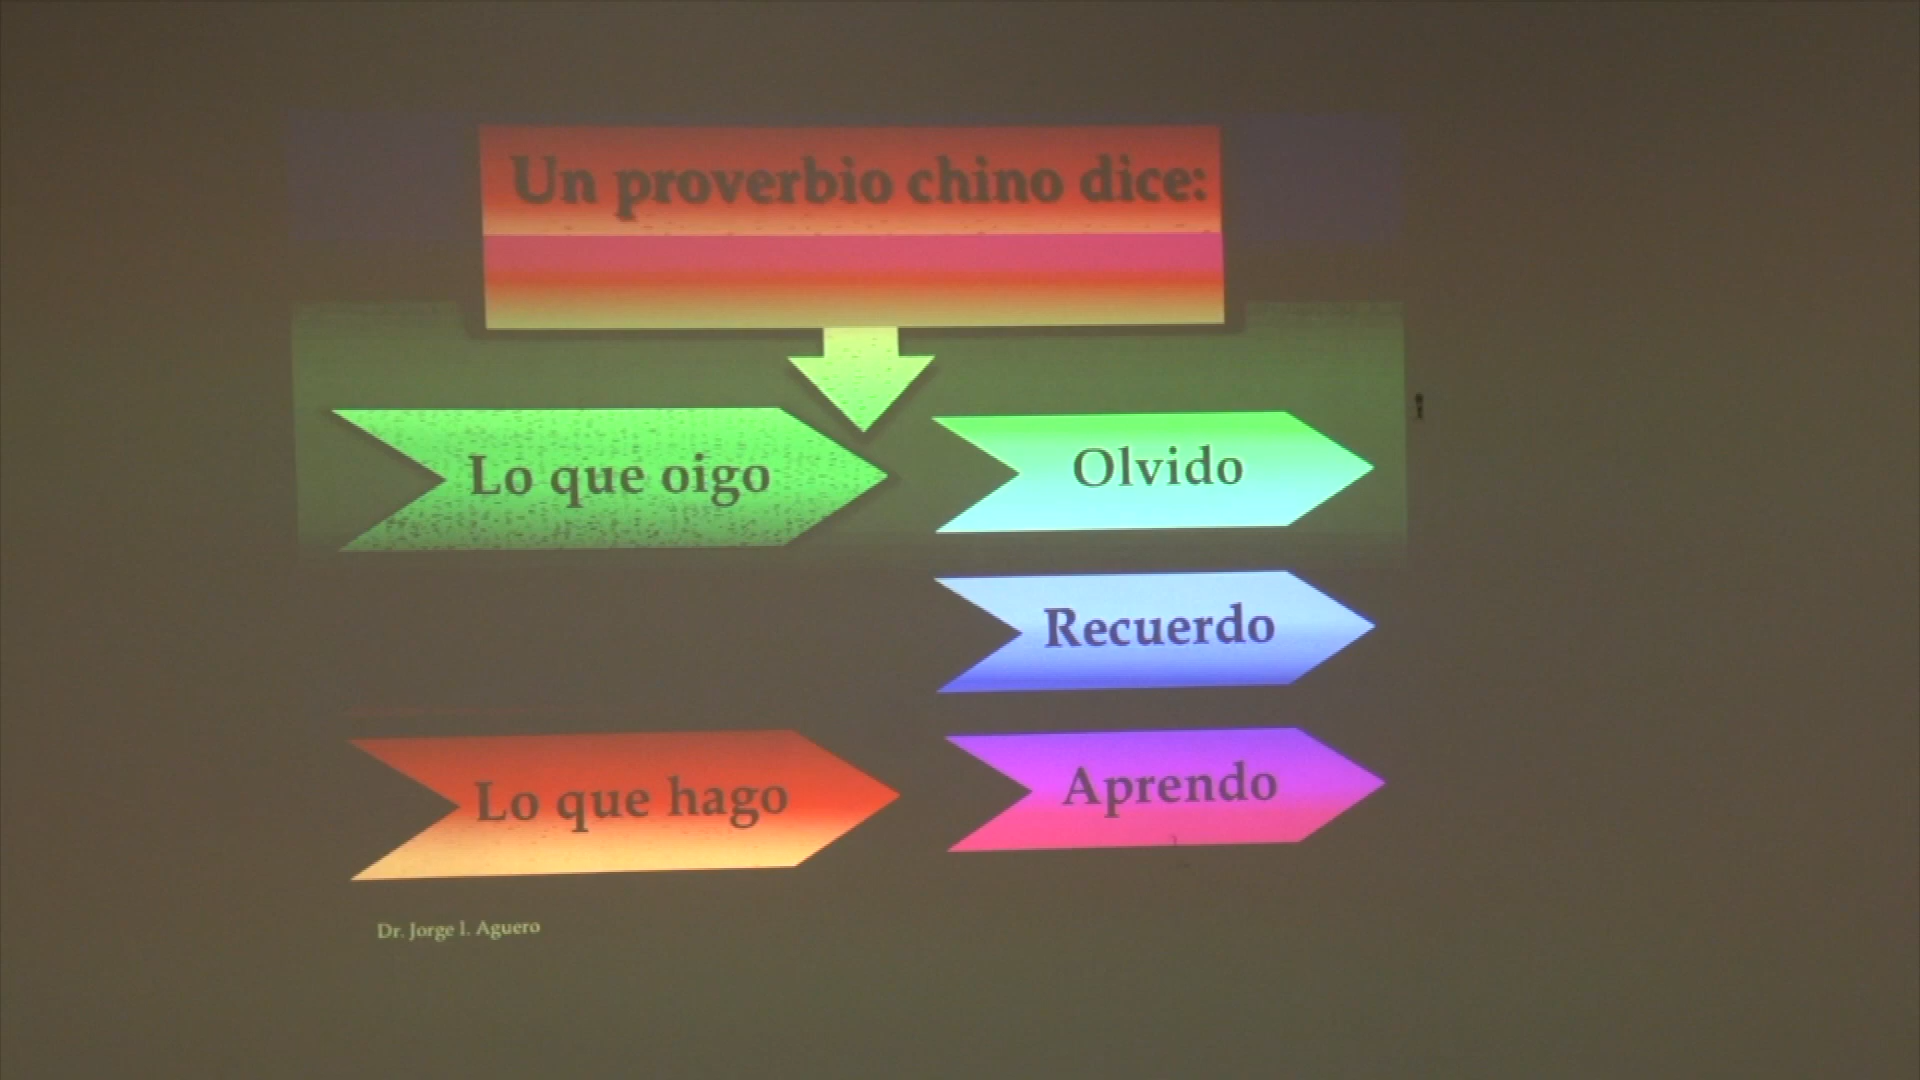 Un proverbio chino dice:
Lo que oigo
Olvido
Recuerdo
Lo que hago
Aprendo
Dr. Jorge I. Aguero